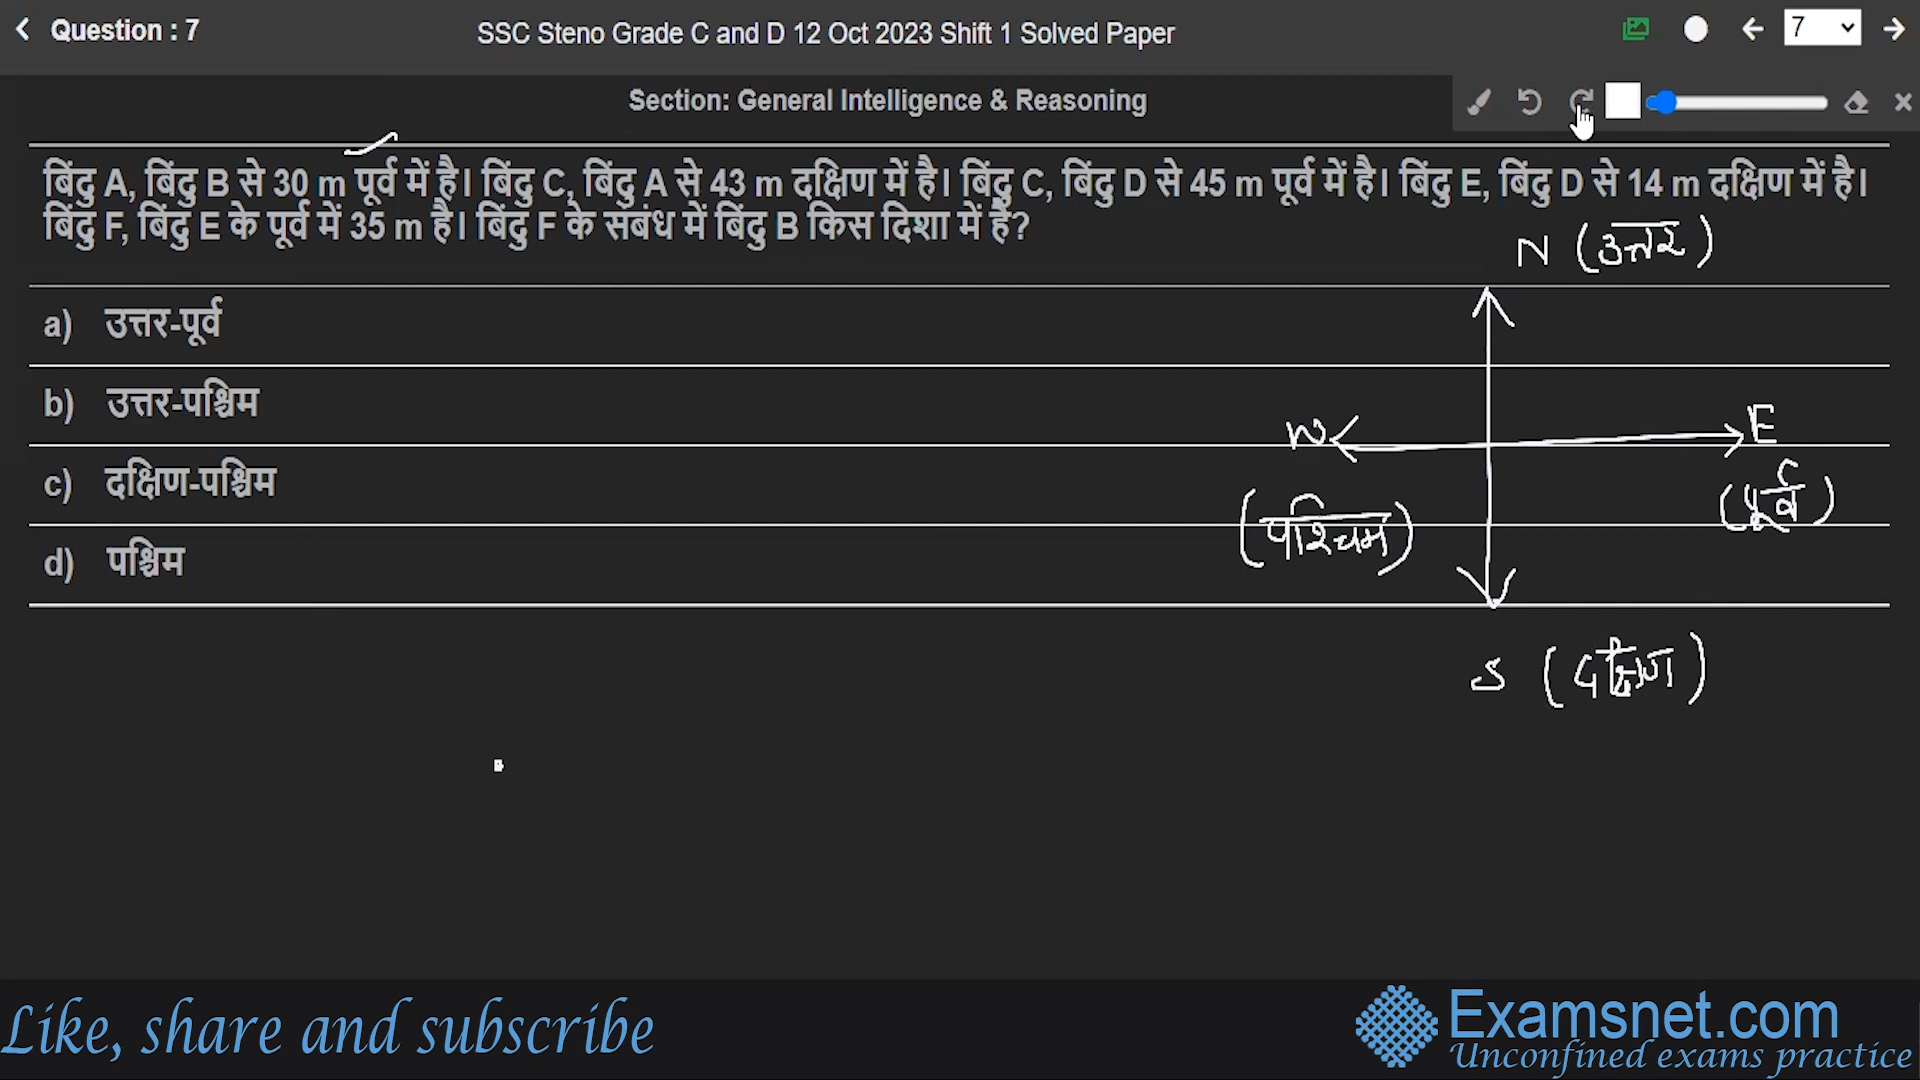 Question : 7
SSC Steno Grade C and D 12 Oct 2023 Shift 1 Solved Paper
7
Section: General Intelligence & Reasoning
बिंदु A, बिंदु B से 30 m पूर्व में है। बिंदु C, बिंदु A से 43 m दक्षिण में है। बिंदु C, बिंदु D से 45 m पूर्व में है। बिंदु E, बिंदु D से 14 m दक्षिण में है।
बिंदु F, बिंदु E के पूर्व में 35 m है। बिंदु F के सबंध में बिंदु B किस दिशा में है?
N (उत्तर)
a) उत्तर-पूर्व
b) उत्तर-पश्चिम
W E
c) दक्षिण-पश्चिम
(पश्चिम) (पूर्व)
d) पश्चिम
S (दक्षिण)
Like, share and subscribe
Examsnet.com
Unconfined exams practice